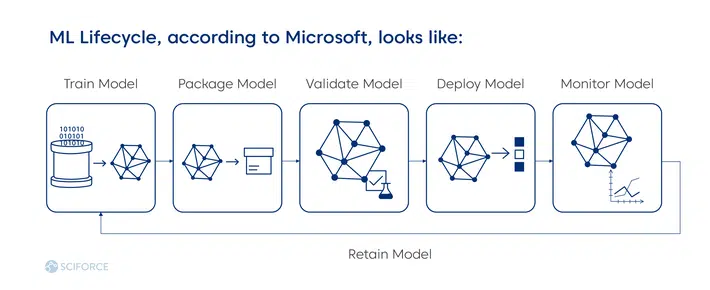 ML Lifecycle, according to Microsoft, looks like:
Train Model
Package Model
Validate Model
Deploy Model
Monitor Model
101010
010101
101010
Retain Model
SCIFORCE